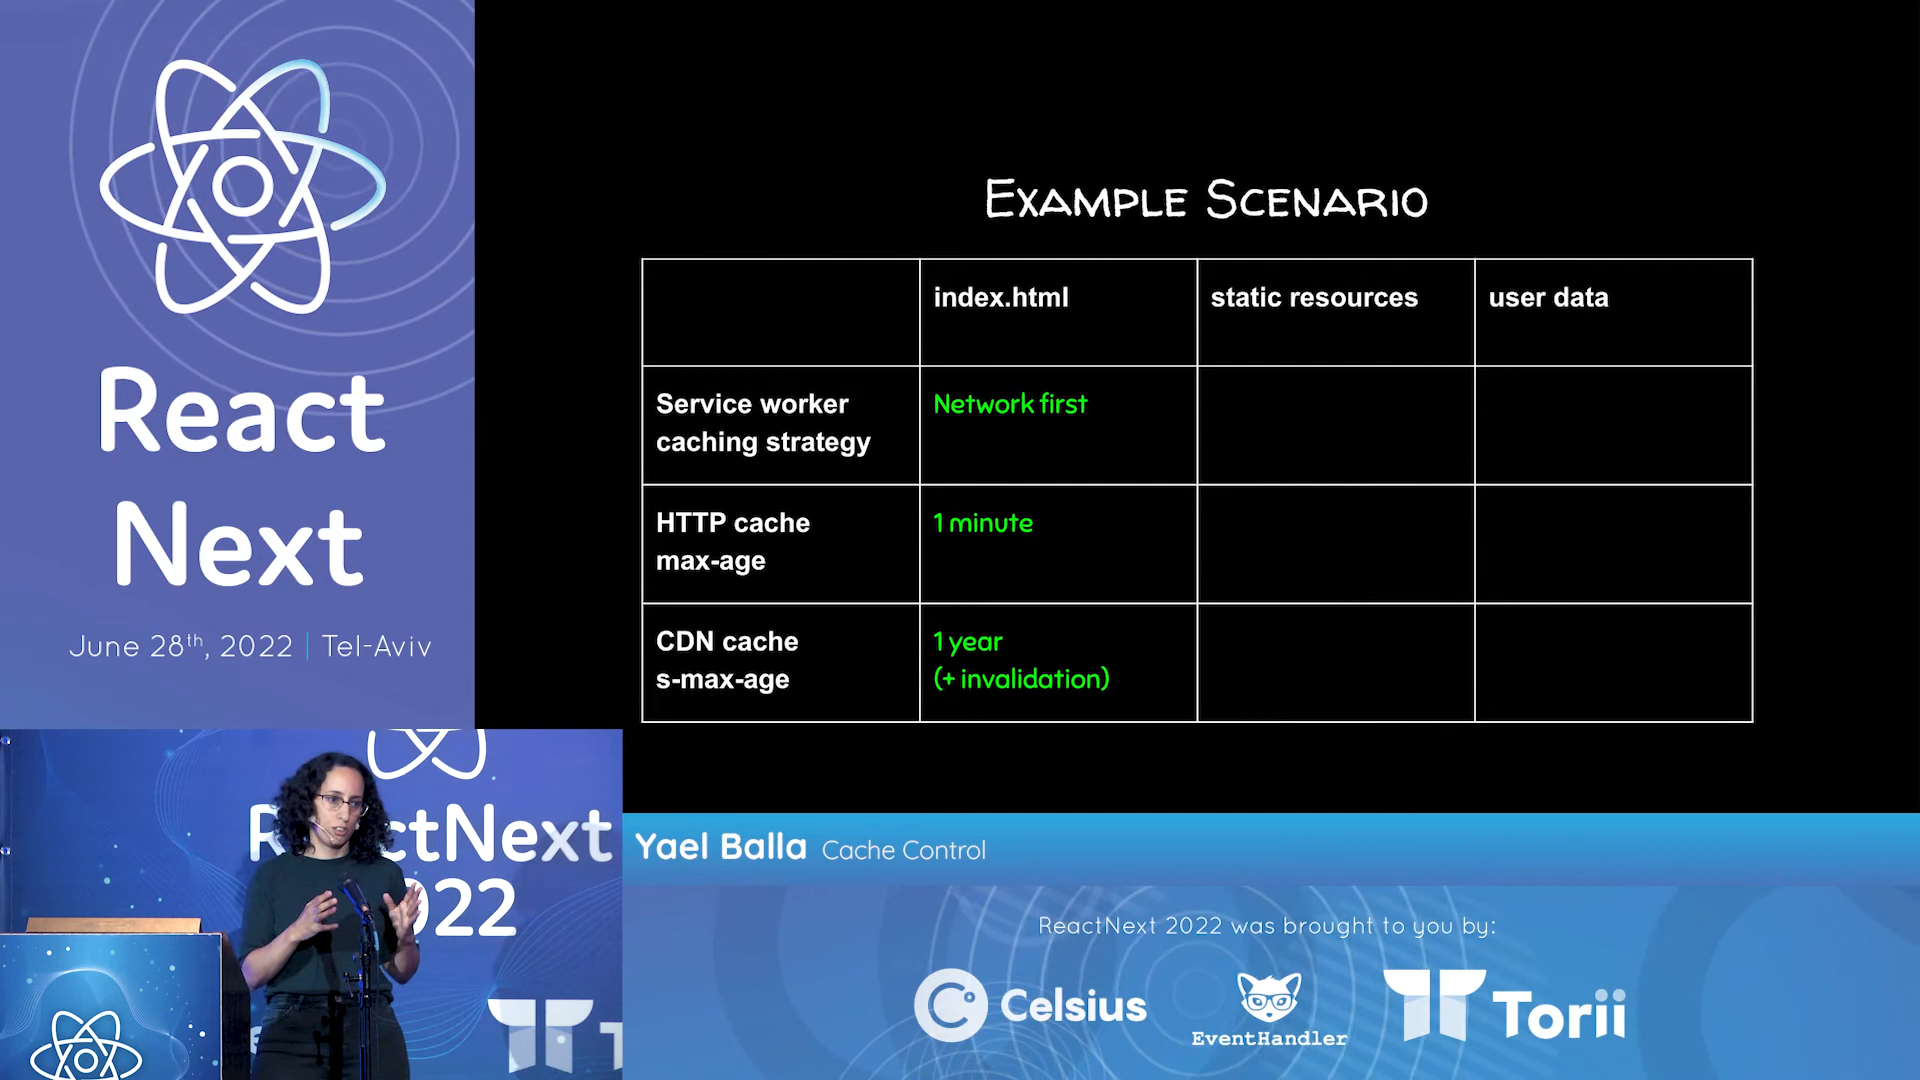 React
Next
June 28th, 2022 | Tel-Aviv
EXAMPLE SCENARIO
index.html
static resources
user data
Service worker
caching strategy
Network first
HTTP cache
max-age
1 minute
CDN cache
s-max-age
1 year
(+ invalidation)
Yael Balla Cache Control
ReactNext 2022 was brought to you by:
Celsius
EventHandler
Torii